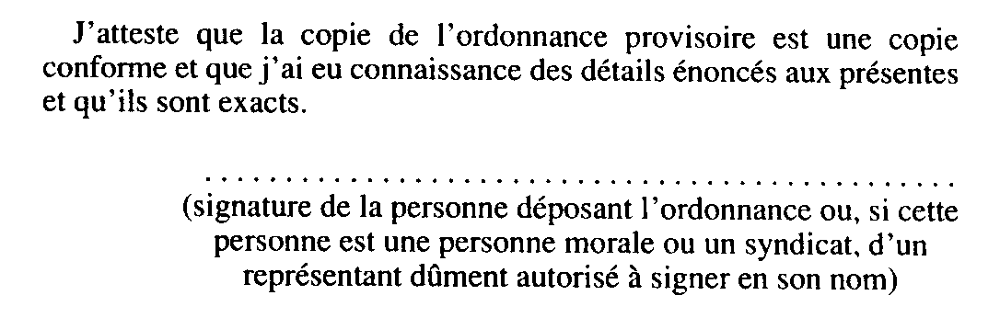 J’atteste que la copie de l’ordonnance provisoire est une copie
conforme et que j’ai eu connaissance des détails énoncés aux présentes
et qu’ils sont exacts.
. . . . . . . . . . . . . . . . . . . . . . . . . . . . . . . . . . . . . . . . . . . . . . . . . . . . . . . .
(signature de la personne déposant l’ordonnance ou, si cette
personne est une personne morale ou un syndicat, d’un
représentant dûment autorisé à signer en son nom)